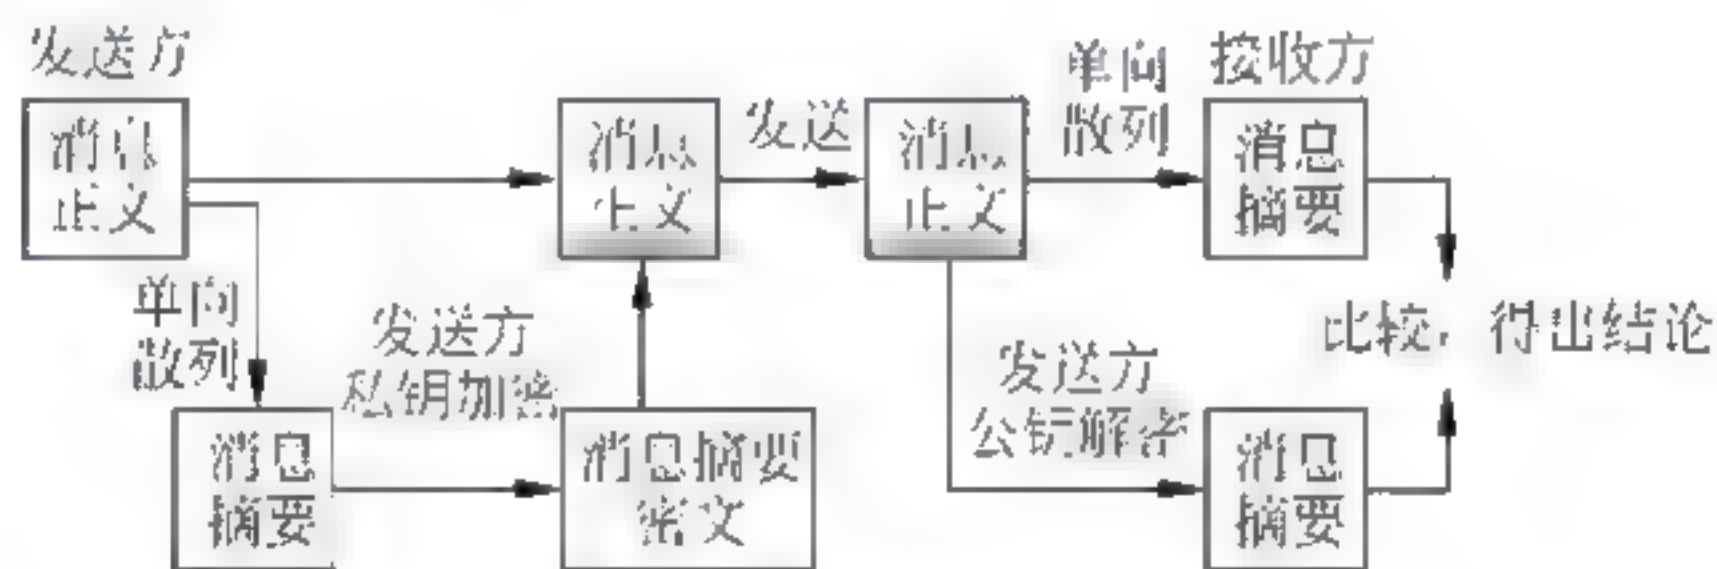 发送方
消息
正文
单向
散列
消息
摘要
发送方
私钥加密
消息摘要
密文
消息
正文
发送
消息
正文
单向
散列
接收方
消息
摘要
发送方
公钥解密
消息
摘要
比较，得出结论